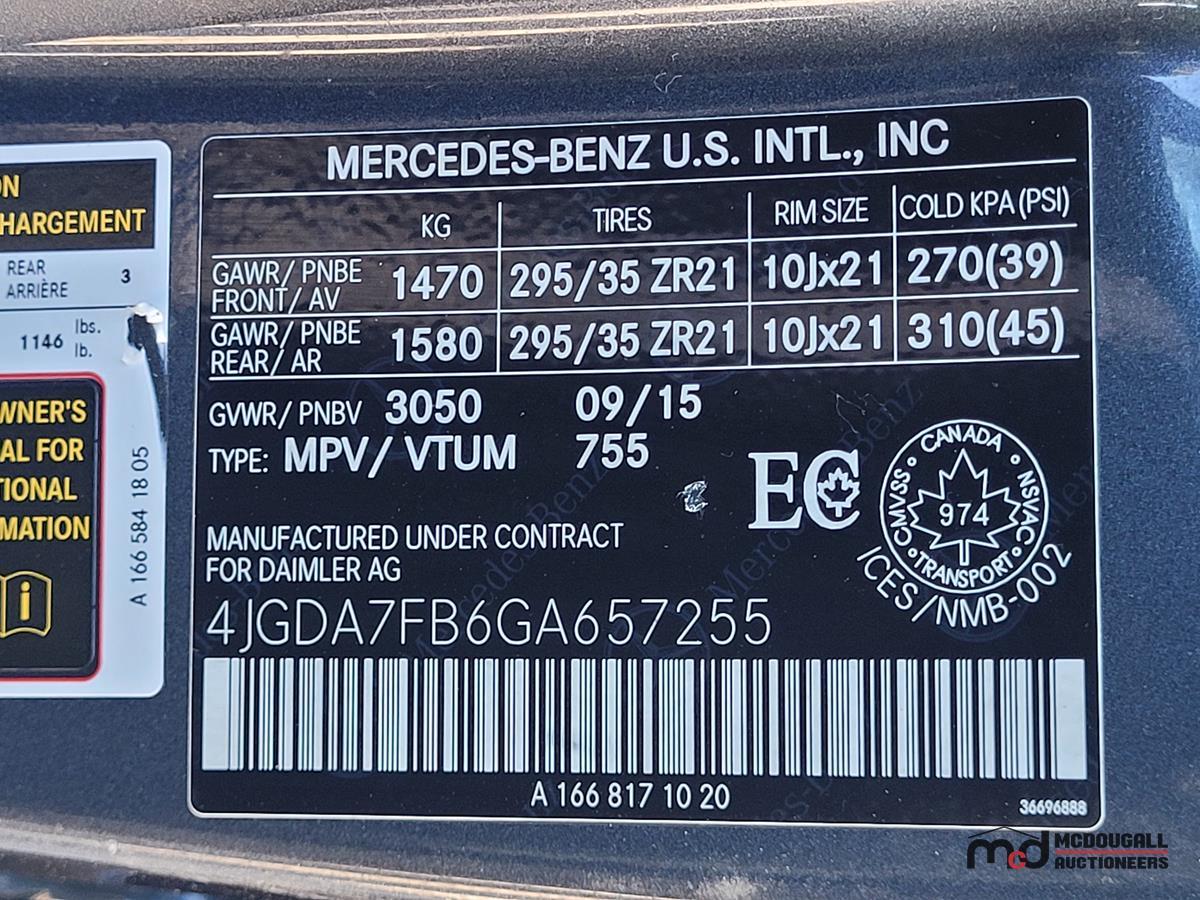 ON
HARGEMENT
REAR
ARRIÈRE 3
1146 lbs.
lb.
WNER'S
AL FOR
TIONAL
MATION
A 166 584 18 05
MERCEDES-BENZ U.S. INTL., INC
KG TIRES RIM SIZE COLD KPA (PSI)
GAWR/ PNBE
FRONT/ AV 1470 295/35 ZR21 10Jx21 270(39)
GAWR/ PNBE
REAR/ AR 1580 295/35 ZR21 10Jx21 310(45)
GVWR/ PNBV 3050 09/15
TYPE: MPV/ VTUM 755
EC
CANADA
CMVSS NSVAC
974
TRANSPORT
ICES/NMB-002
MANUFACTURED UNDER CONTRACT
FOR DAIMLER AG
4JGDA7FB6GA657255
A 166 817 10 20
36696888
mcd MCDOUGALL
AUCTIONEERS